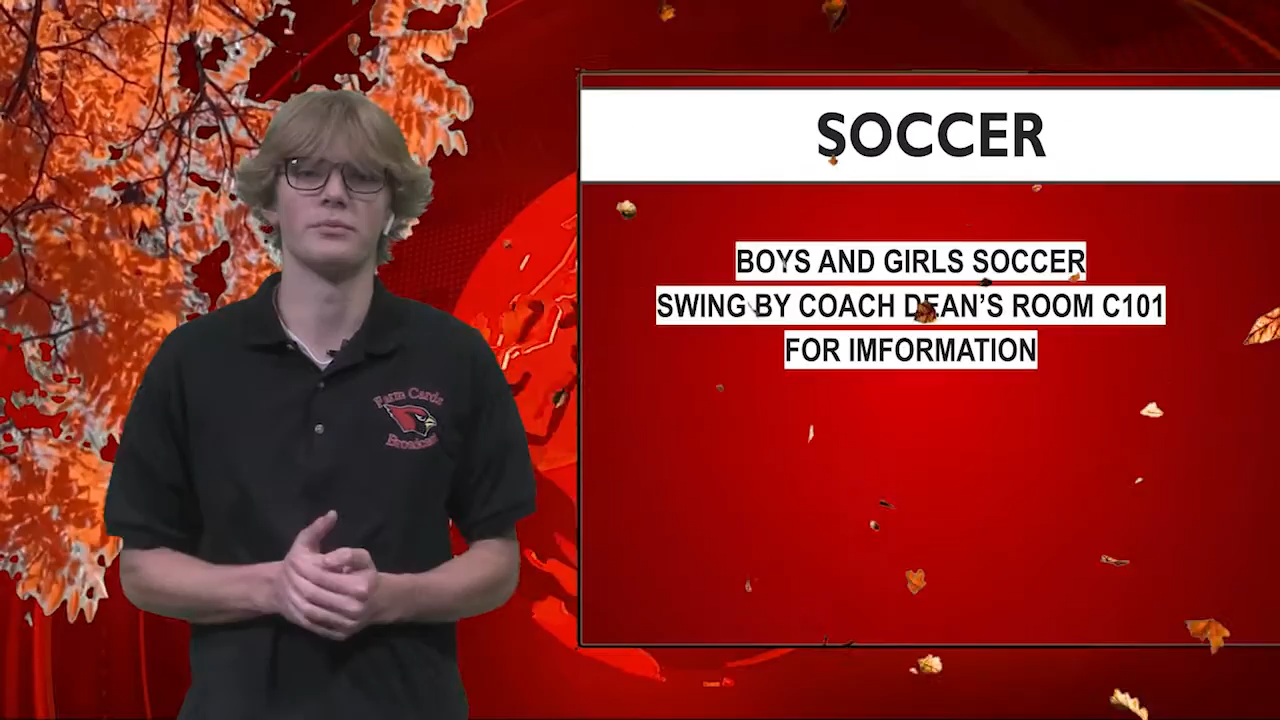 SOCCER
BOYS AND GIRLS SOCCER
SWING BY COACH DEAN'S ROOM C101
FOR IMFORMATION
Farm Cards
Broadcast